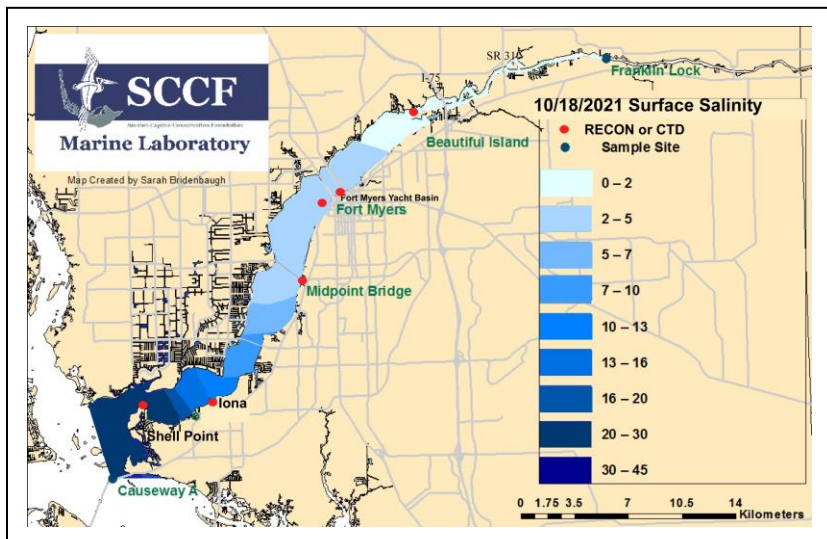 SCCF
Sanibel-Captiva Conservation Foundation
Marine Laboratory
Map Created by Sarah Bridenbaugh
SR 31
I-75
Franklin Lock
10/18/2021 Surface Salinity
RECON or CTD
Sample Site
Beautiful Island
Fort Myers Yacht Basin
Fort Myers
Midpoint Bridge
Iona
Shell Point
Causeway A
0 – 2
2 – 5
5 – 7
7 – 10
10 – 13
13 – 16
16 – 20
20 – 30
30 – 45
0 1.75 3.5 7 10.5 14
Kilometers